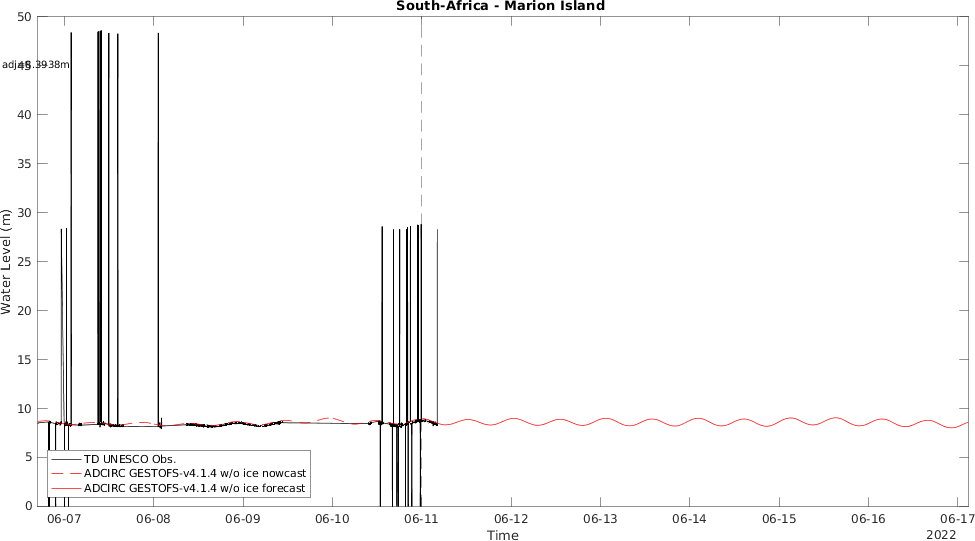 South-Africa - Marion Island
50
45
40
35
30
25
20
15
10
5
0
Water Level (m)
TD UNESCO Obs.
ADCIRC GESTOFS-v4.1.4 w/o ice nowcast
ADCIRC GESTOFS-v4.1.4 w/o ice forecast
06-07 06-08 06-09 06-10 06-11 06-12 06-13 06-14 06-15 06-16 06-17
Time
2022